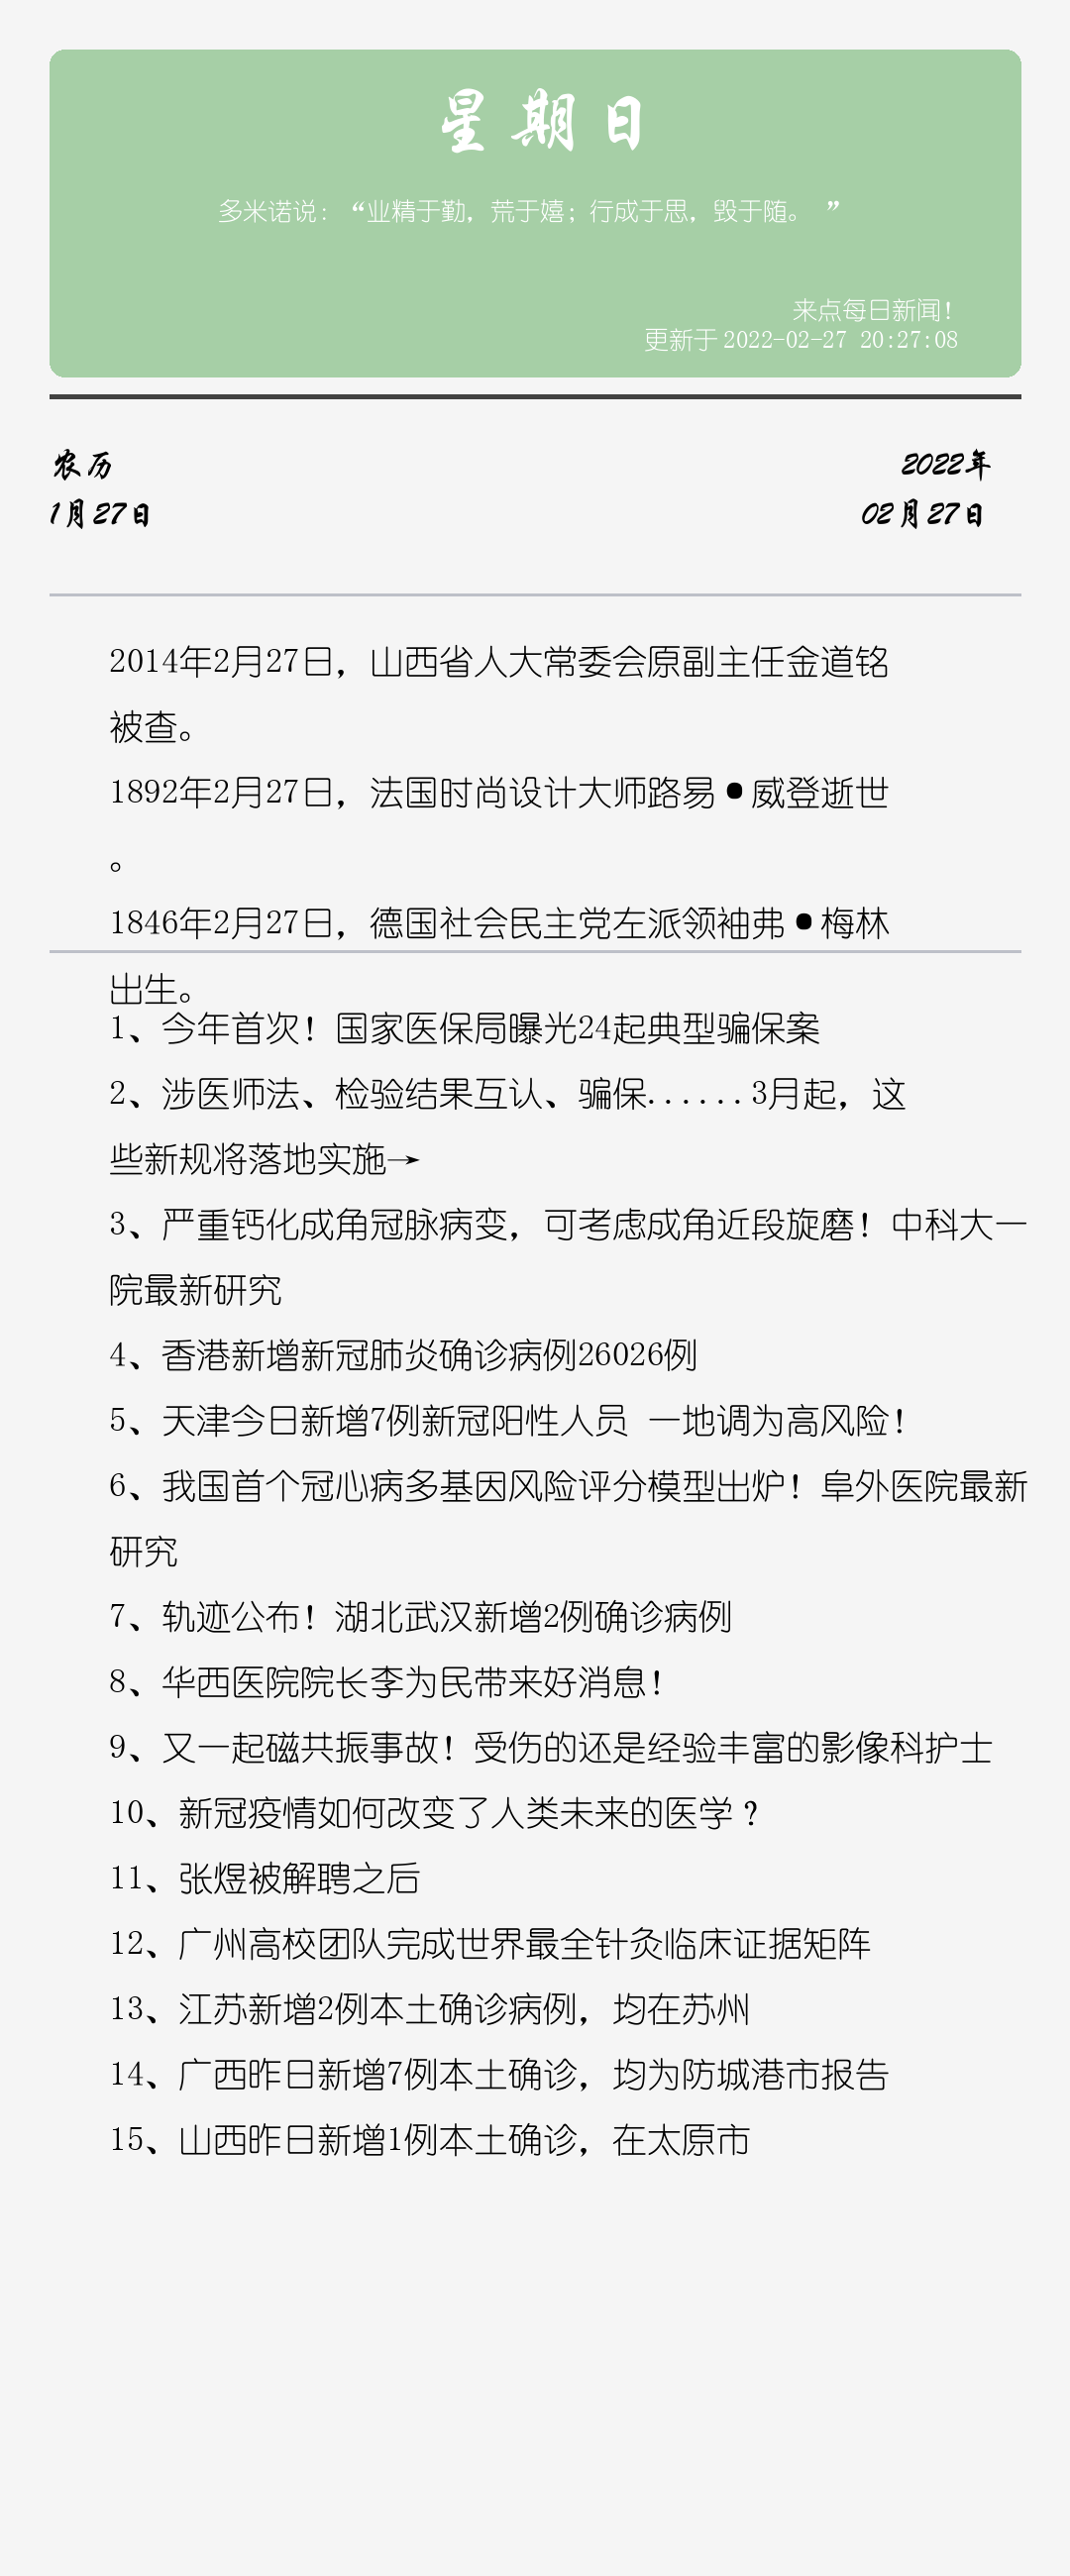 星期日
多米诺说：“业精于勤，荒于嬉；行成于思，毁于随。 ”
来点每日新闻！
更新于 2022-02-27 20:27:08
农历
2022年
1月27日
02月27日
2014年2月27日，山西省人大常委会原副主任金道铭
被查。
1892年2月27日，法国时尚设计大师路易•威登逝世
。
1846年2月27日，德国社会民主党左派领袖弗•梅林
出生。
1、今年首次！国家医保局曝光24起典型骗保案
2、涉医师法、检验结果互认、骗保......3月起，这
些新规将落地实施→
3、严重钙化成角冠脉病变，可考虑成角近段旋磨！中科大一
院最新研究
4、香港新增新冠肺炎确诊病例26026例
5、天津今日新增7例新冠阳性人员 一地调为高风险！
6、我国首个冠心病多基因风险评分模型出炉！阜外医院最新
研究
7、轨迹公布！湖北武汉新增2例确诊病例
8、华西医院院长李为民带来好消息！
9、又一起磁共振事故！受伤的还是经验丰富的影像科护士
10、新冠疫情如何改变了人类未来的医学？
11、张煜被解聘之后
12、广州高校团队完成世界最全针灸临床证据矩阵
13、江苏新增2例本土确诊病例，均在苏州
14、广西昨日新增7例本土确诊，均为防城港市报告
15、山西昨日新增1例本土确诊，在太原市